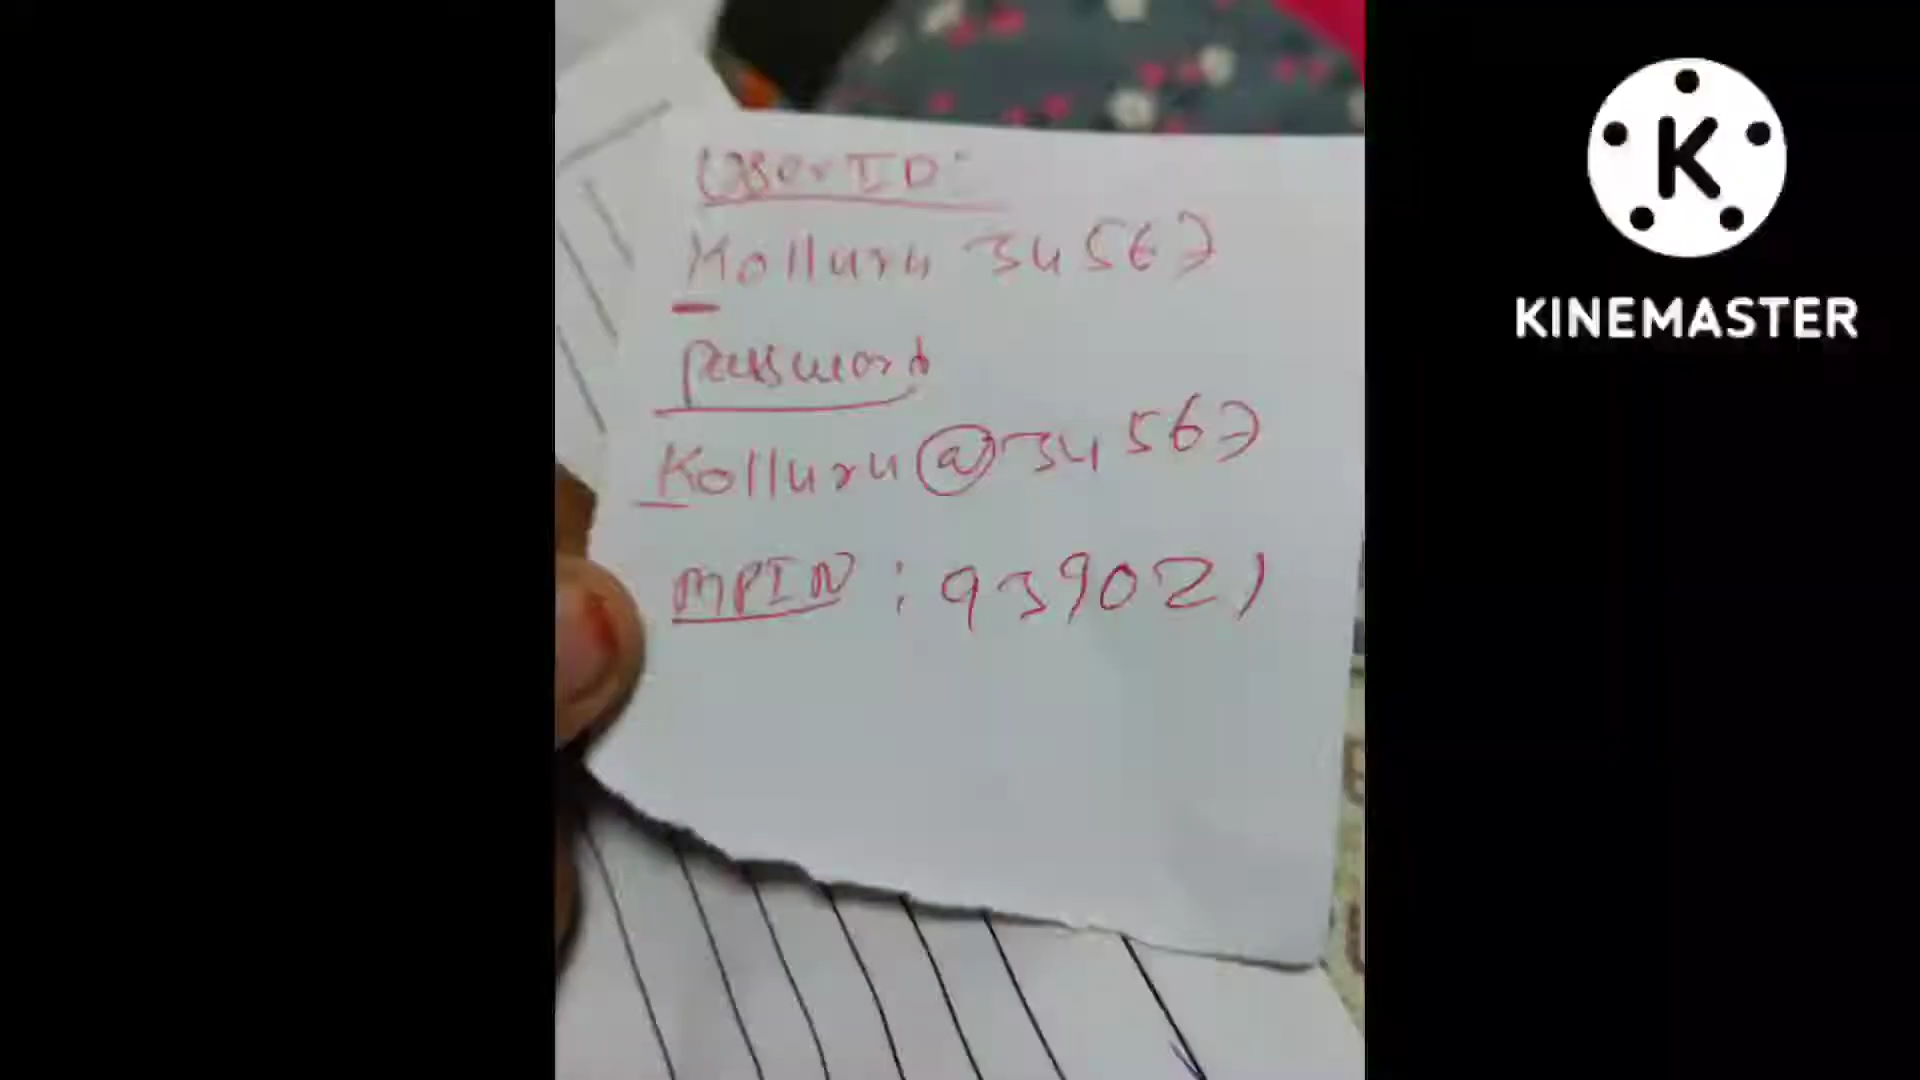 User ID:
Kolluru 34567
password
Kolluru@34567
MPIN : 939021
K
KINEMASTER